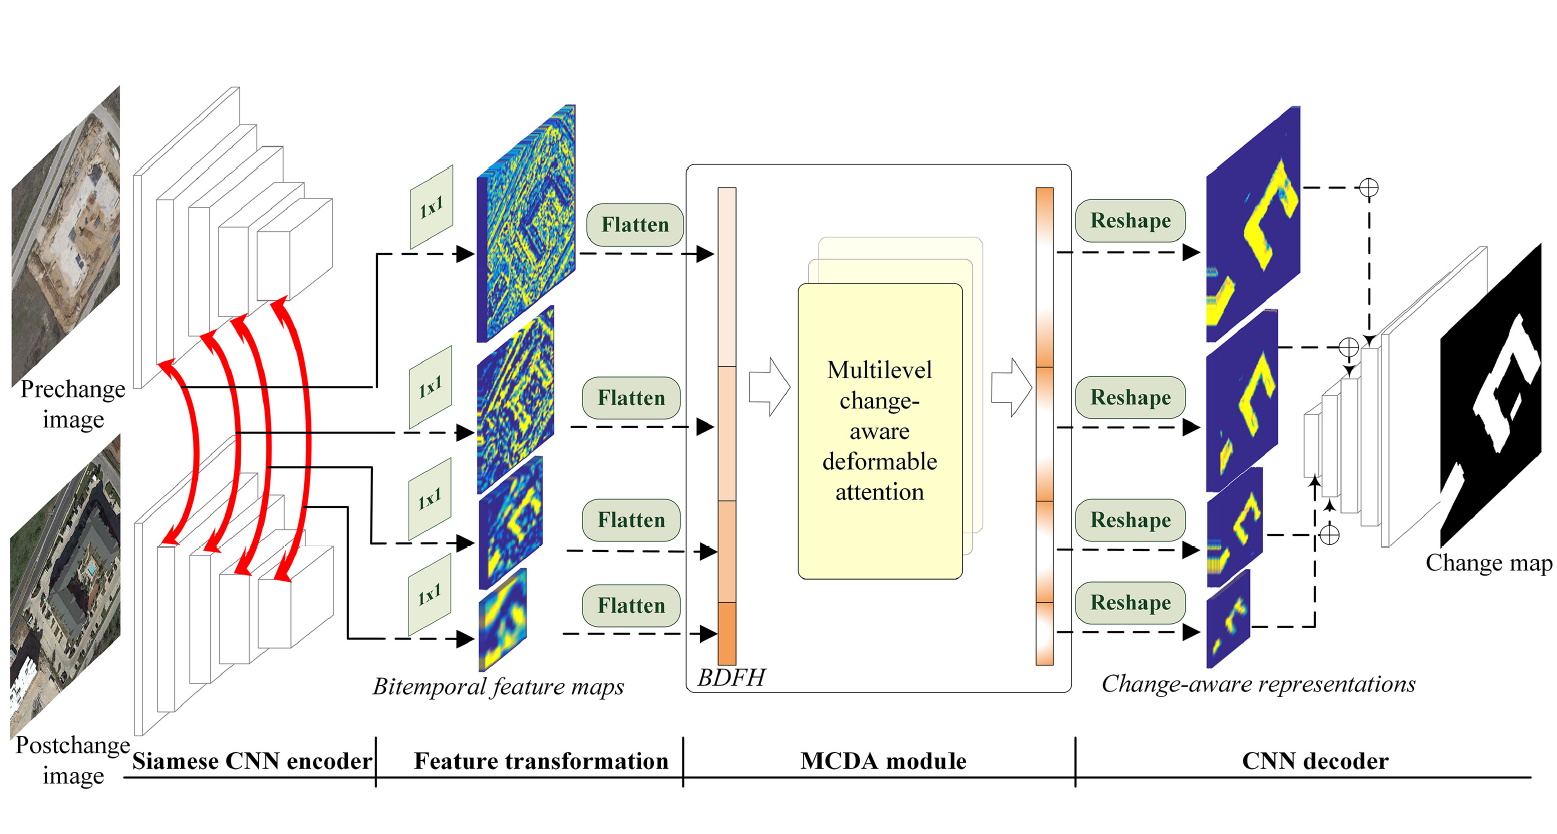 Prechange
image
Postchange
image
1x1
1x1
1x1
1x1
Flatten
Flatten
Flatten
Flatten
Bitemporal feature maps
BDFH
Multilevel
change-
aware
deformable
attention
Reshape
Reshape
Reshape
Reshape
Change-aware representations
Change map
Siamese CNN encoder
Feature transformation
MCDA module
CNN decoder